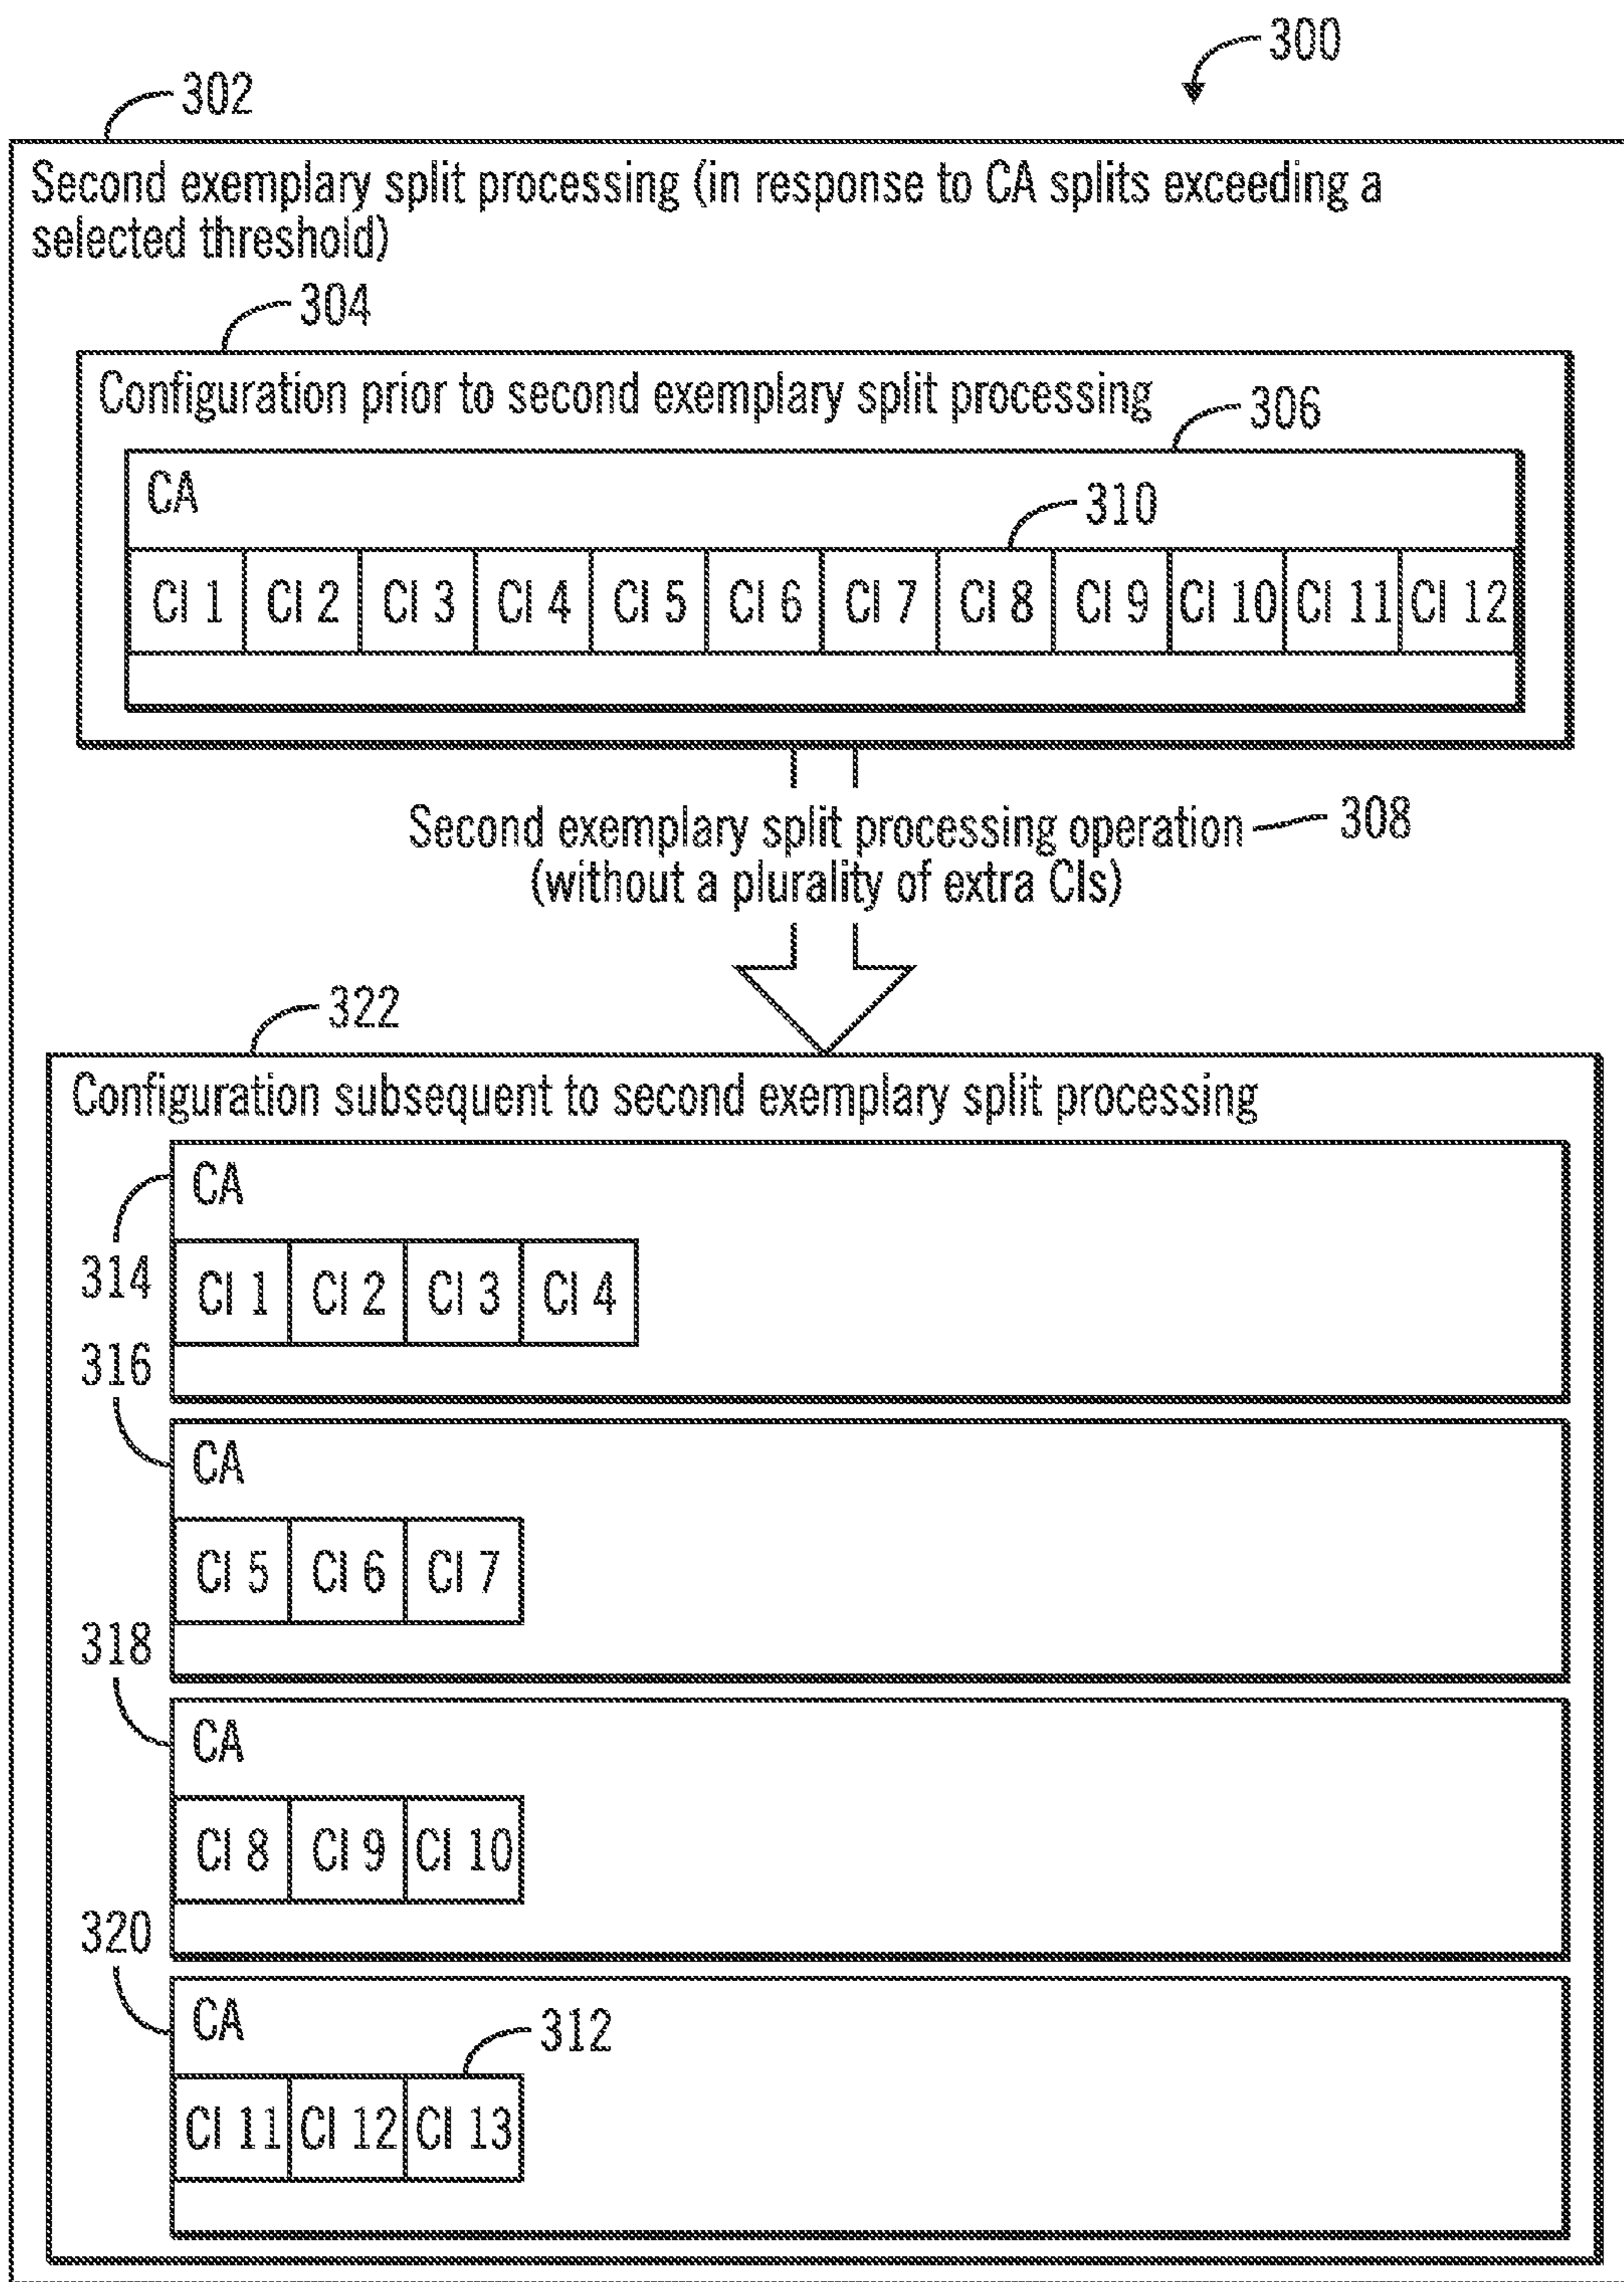 300
302
Second exemplary split processing (in response to CA splits exceeding a
selected threshold)
304
Configuration prior to second exemplary split processing
306
CA
310
CI 1 CI 2 CI 3 CI 4 CI 5 CI 6 CI 7 CI 8 CI 9 CI 10 CI 11 CI 12
Second exemplary split processing operation 308
(without a plurality of extra CIs)
322
Configuration subsequent to second exemplary split processing
CA
314
CI 1 CI 2 CI 3 CI 4
316
CA
CI 5 CI 6 CI 7
318
CA
CI 8 CI 9 CI 10
320
CA
312
CI 11 CI 12 CI 13